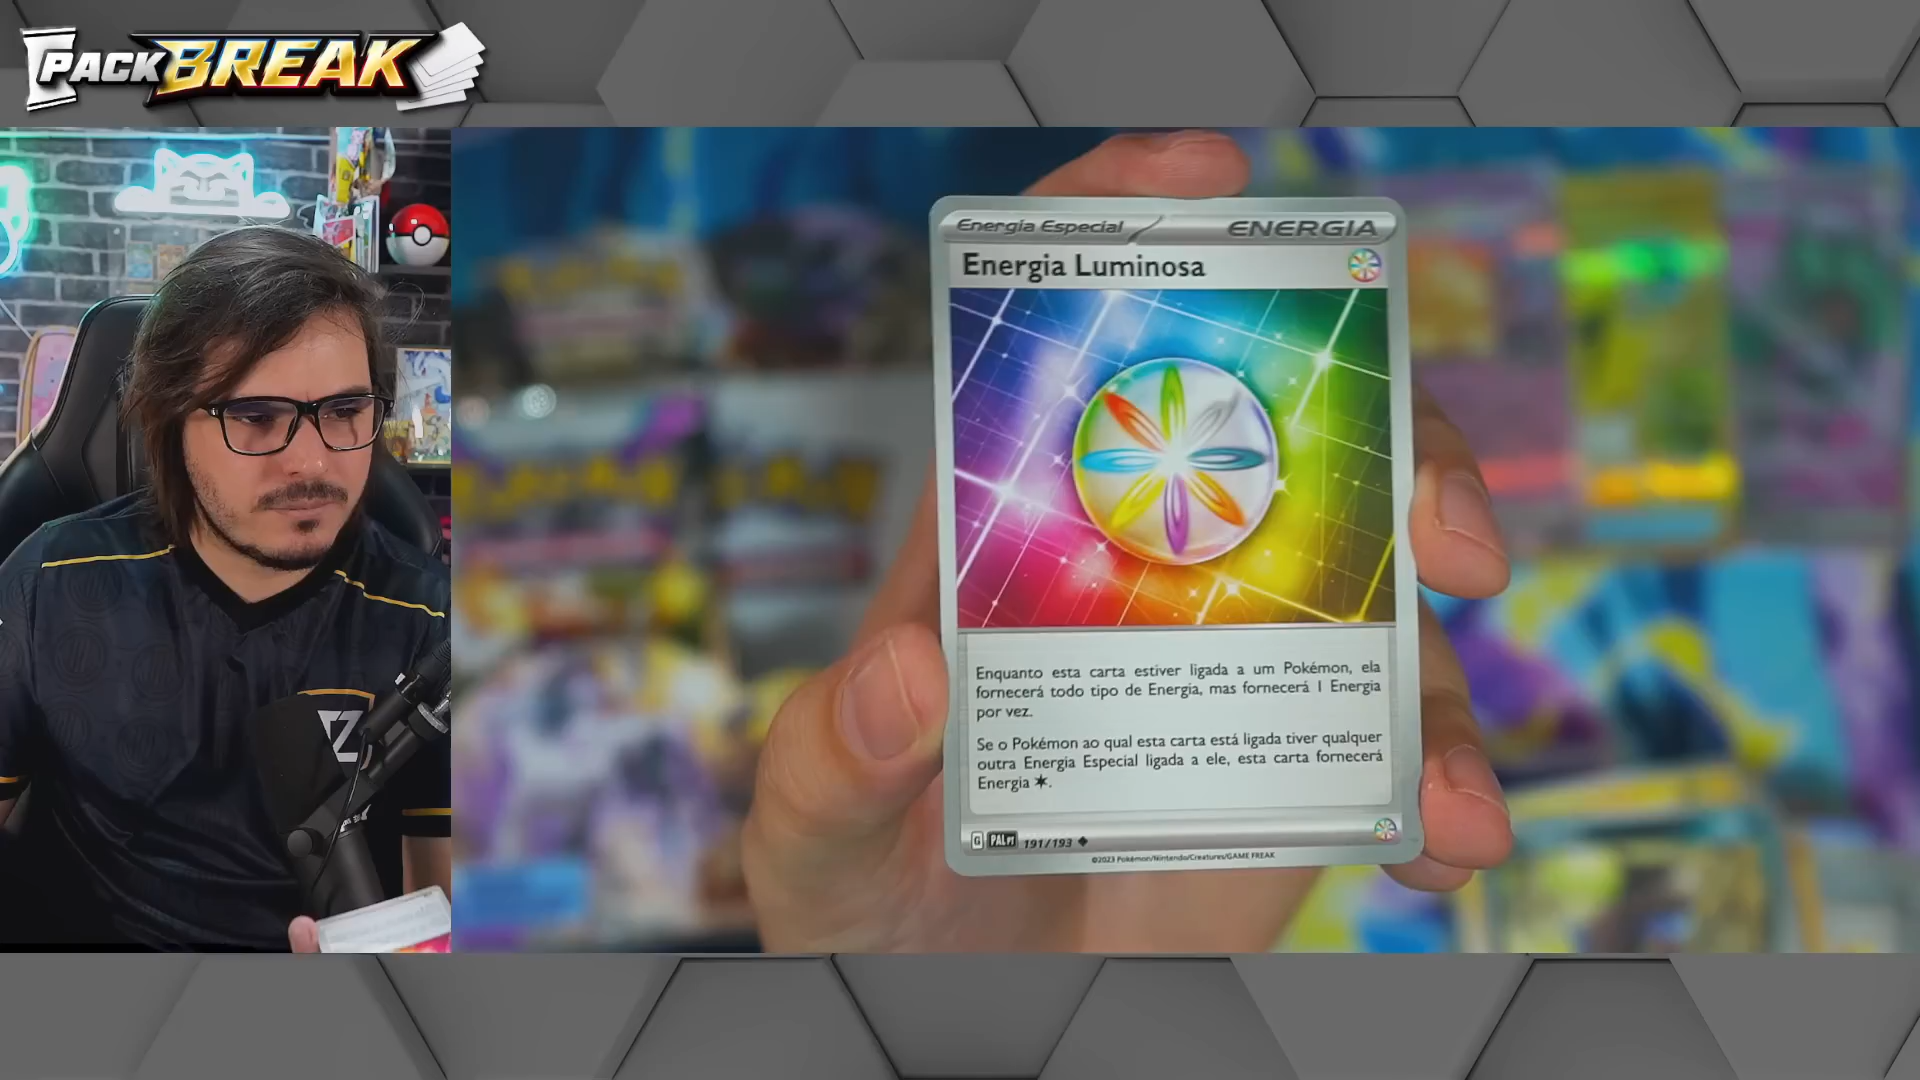 PACK BREAK
Energia Especial
ENERGIA
Energia Luminosa
Enquanto esta carta estiver ligada a um Pokémon, ela
fornecerá todo tipo de Energia, mas fornecerá 1 Energia
por vez.
Se o Pokémon ao qual esta carta está ligada tiver qualquer
outra Energia Especial ligada a ele, esta carta fornecerá
Energia ✶.
G PAL PT 191/193 ◆
©2023 Pokémon/Nintendo/Creatures/GAME FREAK